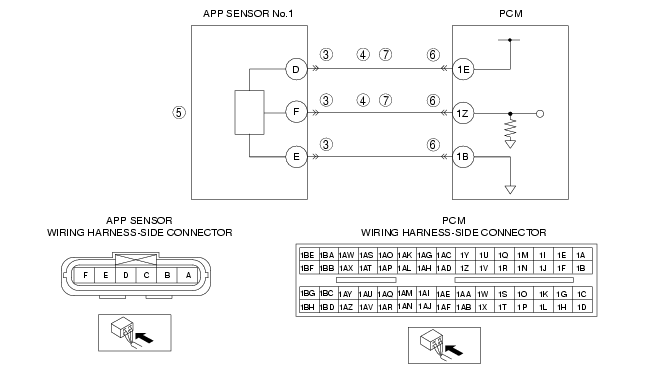 APP SENSOR No.1 PCM
D ③ ④ ⑦ ⑥ 1E
⑤ F ③ ④ ⑦ ⑥ 1Z
E ③ ⑥ 1B
APP SENSOR
WIRING HARNESS-SIDE CONNECTOR
F E D C B A
PCM
WIRING HARNESS-SIDE CONNECTOR
1BE 1BA 1AW 1AS 1AO 1AK 1AG 1AC 1Y 1U 1Q 1M 1I 1E 1A
1BF 1BB 1AX 1AT 1AP 1AL 1AH 1AD 1Z 1V 1R 1N 1J 1F 1B
1BG 1BC 1AY 1AU 1AQ 1AM 1AI 1AE 1AA 1W 1S 1O 1K 1G 1C
1BH 1BD 1AZ 1AV 1AR 1AN 1AJ 1AF 1AB 1X 1T 1P 1L 1H 1D